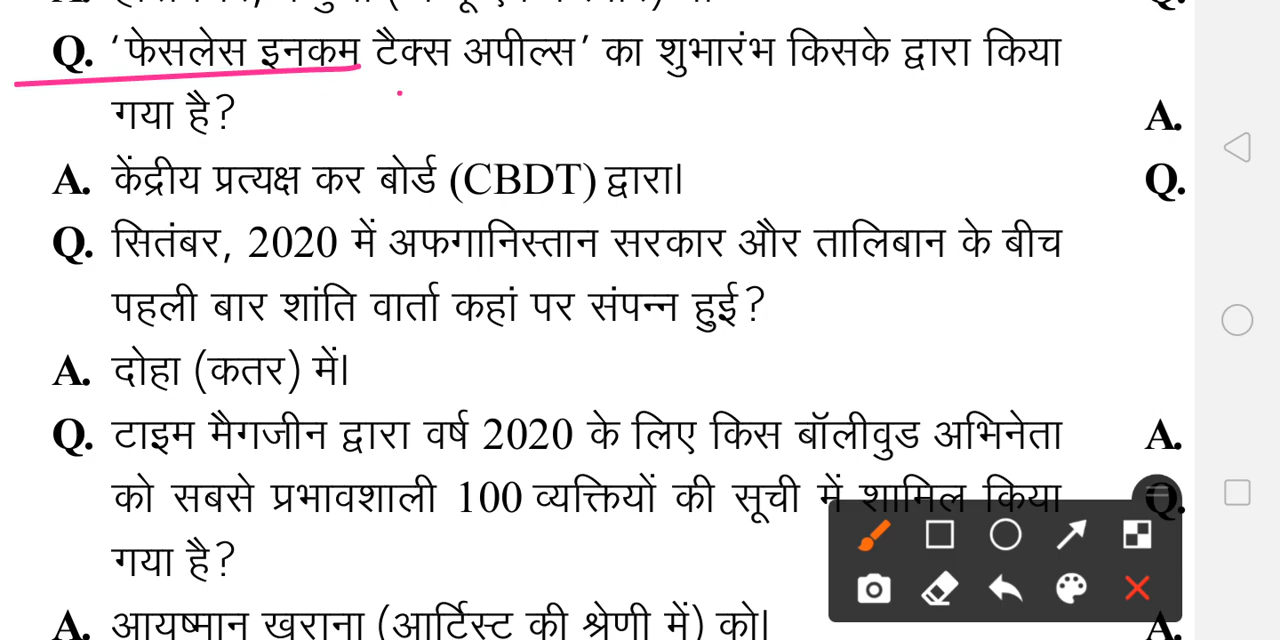 Q. ‘फेसलेस इनकम टैक्स अपील्स’ का शुभारंभ किसके द्वारा किया
गया है?
A. केंद्रीय प्रत्यक्ष कर बोर्ड (CBDT) द्वारा।
Q. सितंबर, 2020 में अफगानिस्तान सरकार और तालिबान के बीच
पहली बार शांति वार्ता कहां पर संपन्न हुई?
A. दोहा (कतर) में।
Q. टाइम मैगजीन द्वारा वर्ष 2020 के लिए किस बॉलीवुड अभिनेता
को सबसे प्रभावशाली 100 व्यक्तियों की सूची में शामिल किया
गया है?
A. आयुष्मान खुराना (आर्टिस्ट की श्रेणी में) को।
A.
Q.
A.
Q.
A.